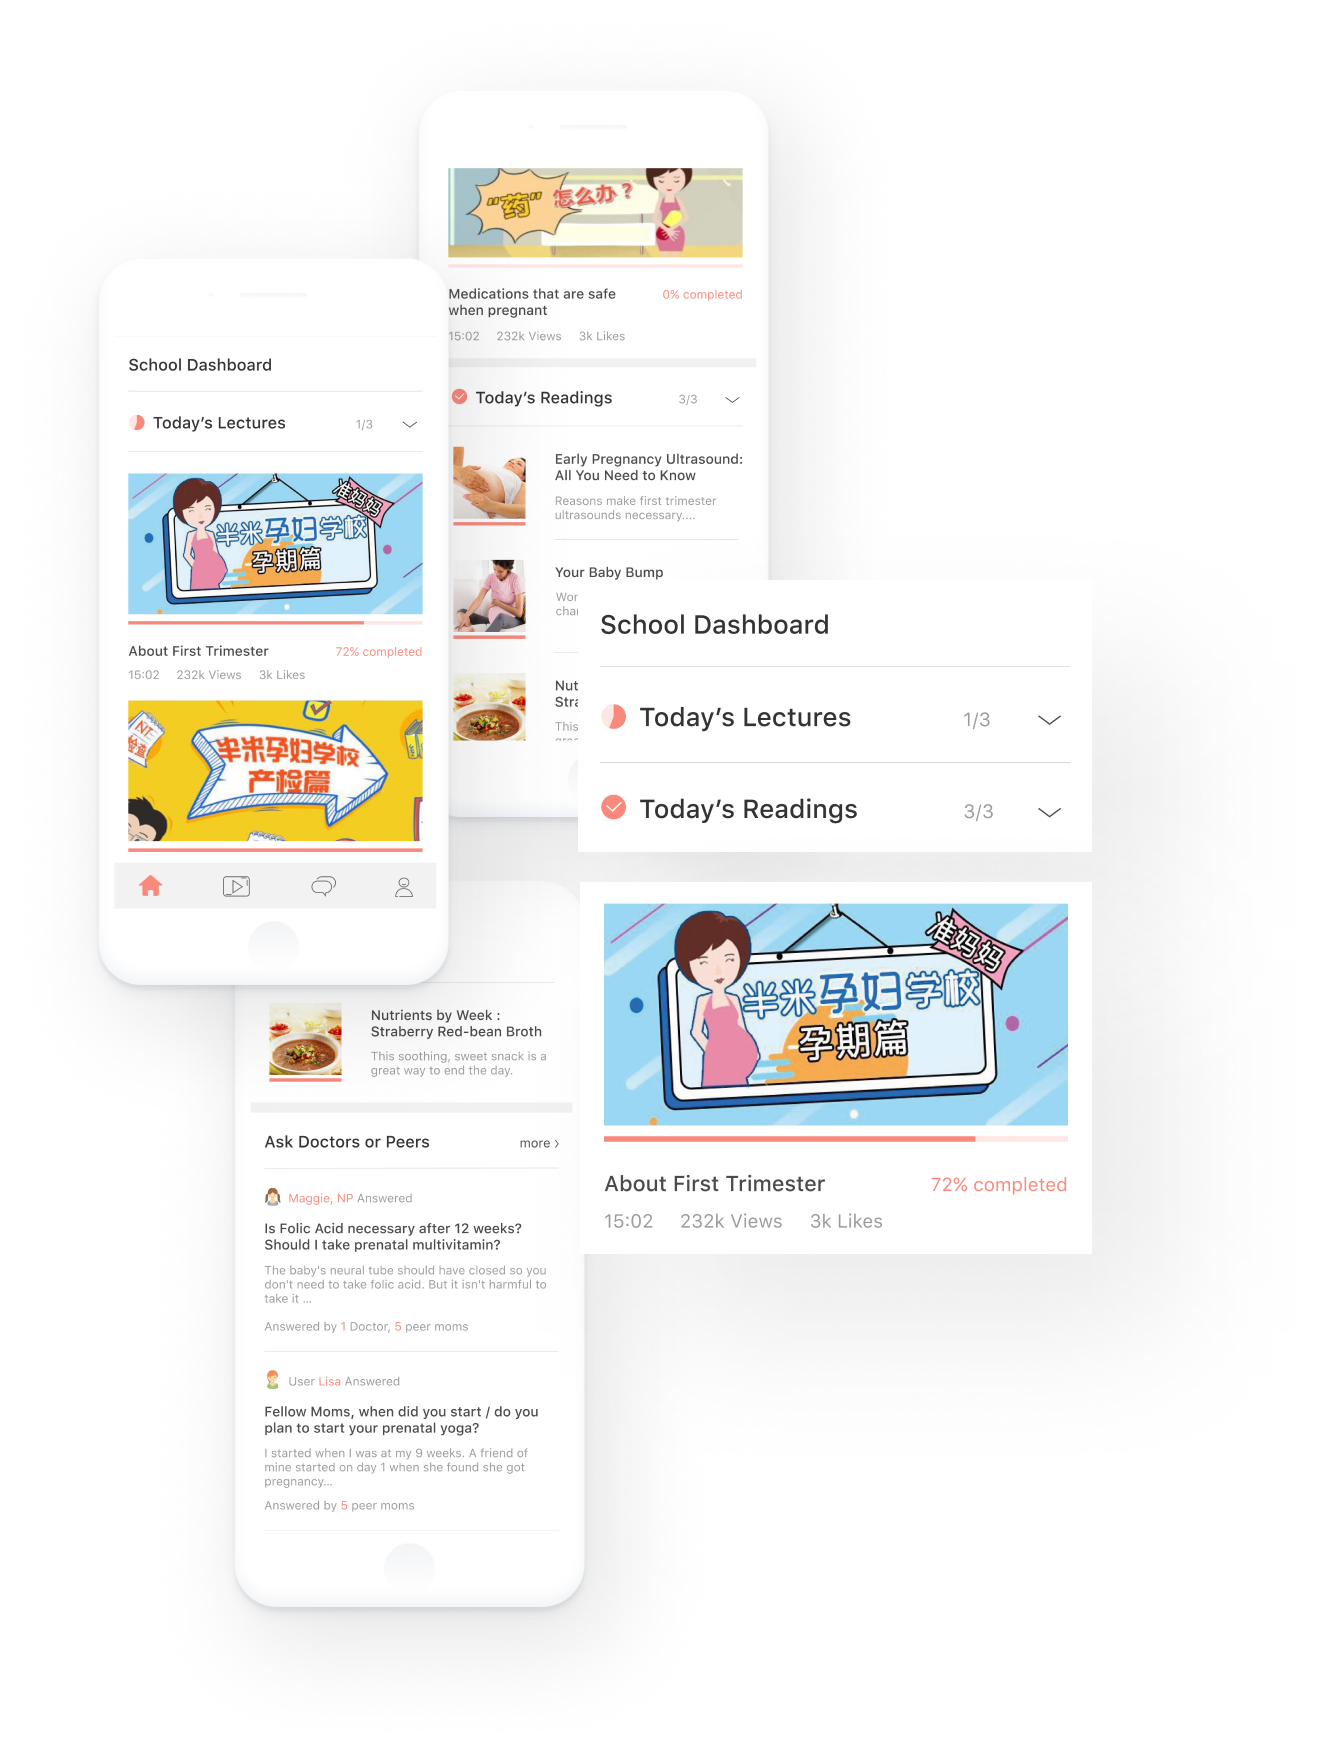 “药”
怎么办？
Medications that are safe
when pregnant
0% completed
15:02 232k Views 3k Likes
Today’s Readings 3/3
Early Pregnancy Ultrasound:
All You Need to Know
Reasons make first trimester
ultrasounds necessary....
Your Baby Bump
Wor
char
Nut
Stra
This
School Dashboard
Today’s Lectures 1/3
准妈妈
半米孕妇学校
孕期篇
About First Trimester 72% completed
15:02 232k Views 3k Likes
NT
检查
半米孕妇学校
产检篇
School Dashboard
Today’s Lectures 1/3
Today’s Readings 3/3
准妈妈
半米孕妇学校
孕期篇
About First Trimester 72% completed
15:02 232k Views 3k Likes
Nutrients by Week :
Straberry Red-bean Broth
This soothing, sweet snack is a
great way to end the day.
Ask Doctors or Peers more ›
Maggie, NP Answered
Is Folic Acid necessary after 12 weeks?
Should I take prenatal multivitamin?
The baby's neural tube should have closed so you
don't need to take folic acid. But it isn't harmful to
take it ...
Answered by 1 Doctor, 5 peer moms
User Lisa Answered
Fellow Moms, when did you start / do you
plan to start your prenatal yoga?
I started when I was at my 9 weeks. A friend of
mine started on day 1 when she found she got
pregnancy...
Answered by 5 peer moms